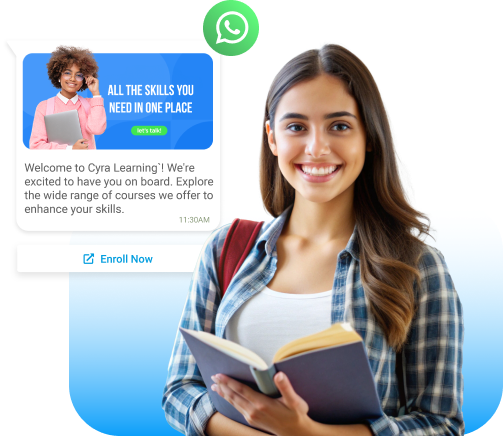 ALL THE SKILLS YOU
NEED IN ONE PLACE
let's talk!
Welcome to Cyra Learning`! We're
excited to have you on board. Explore
the wide range of courses we offer to
enhance your skills.
11:30AM
Enroll Now